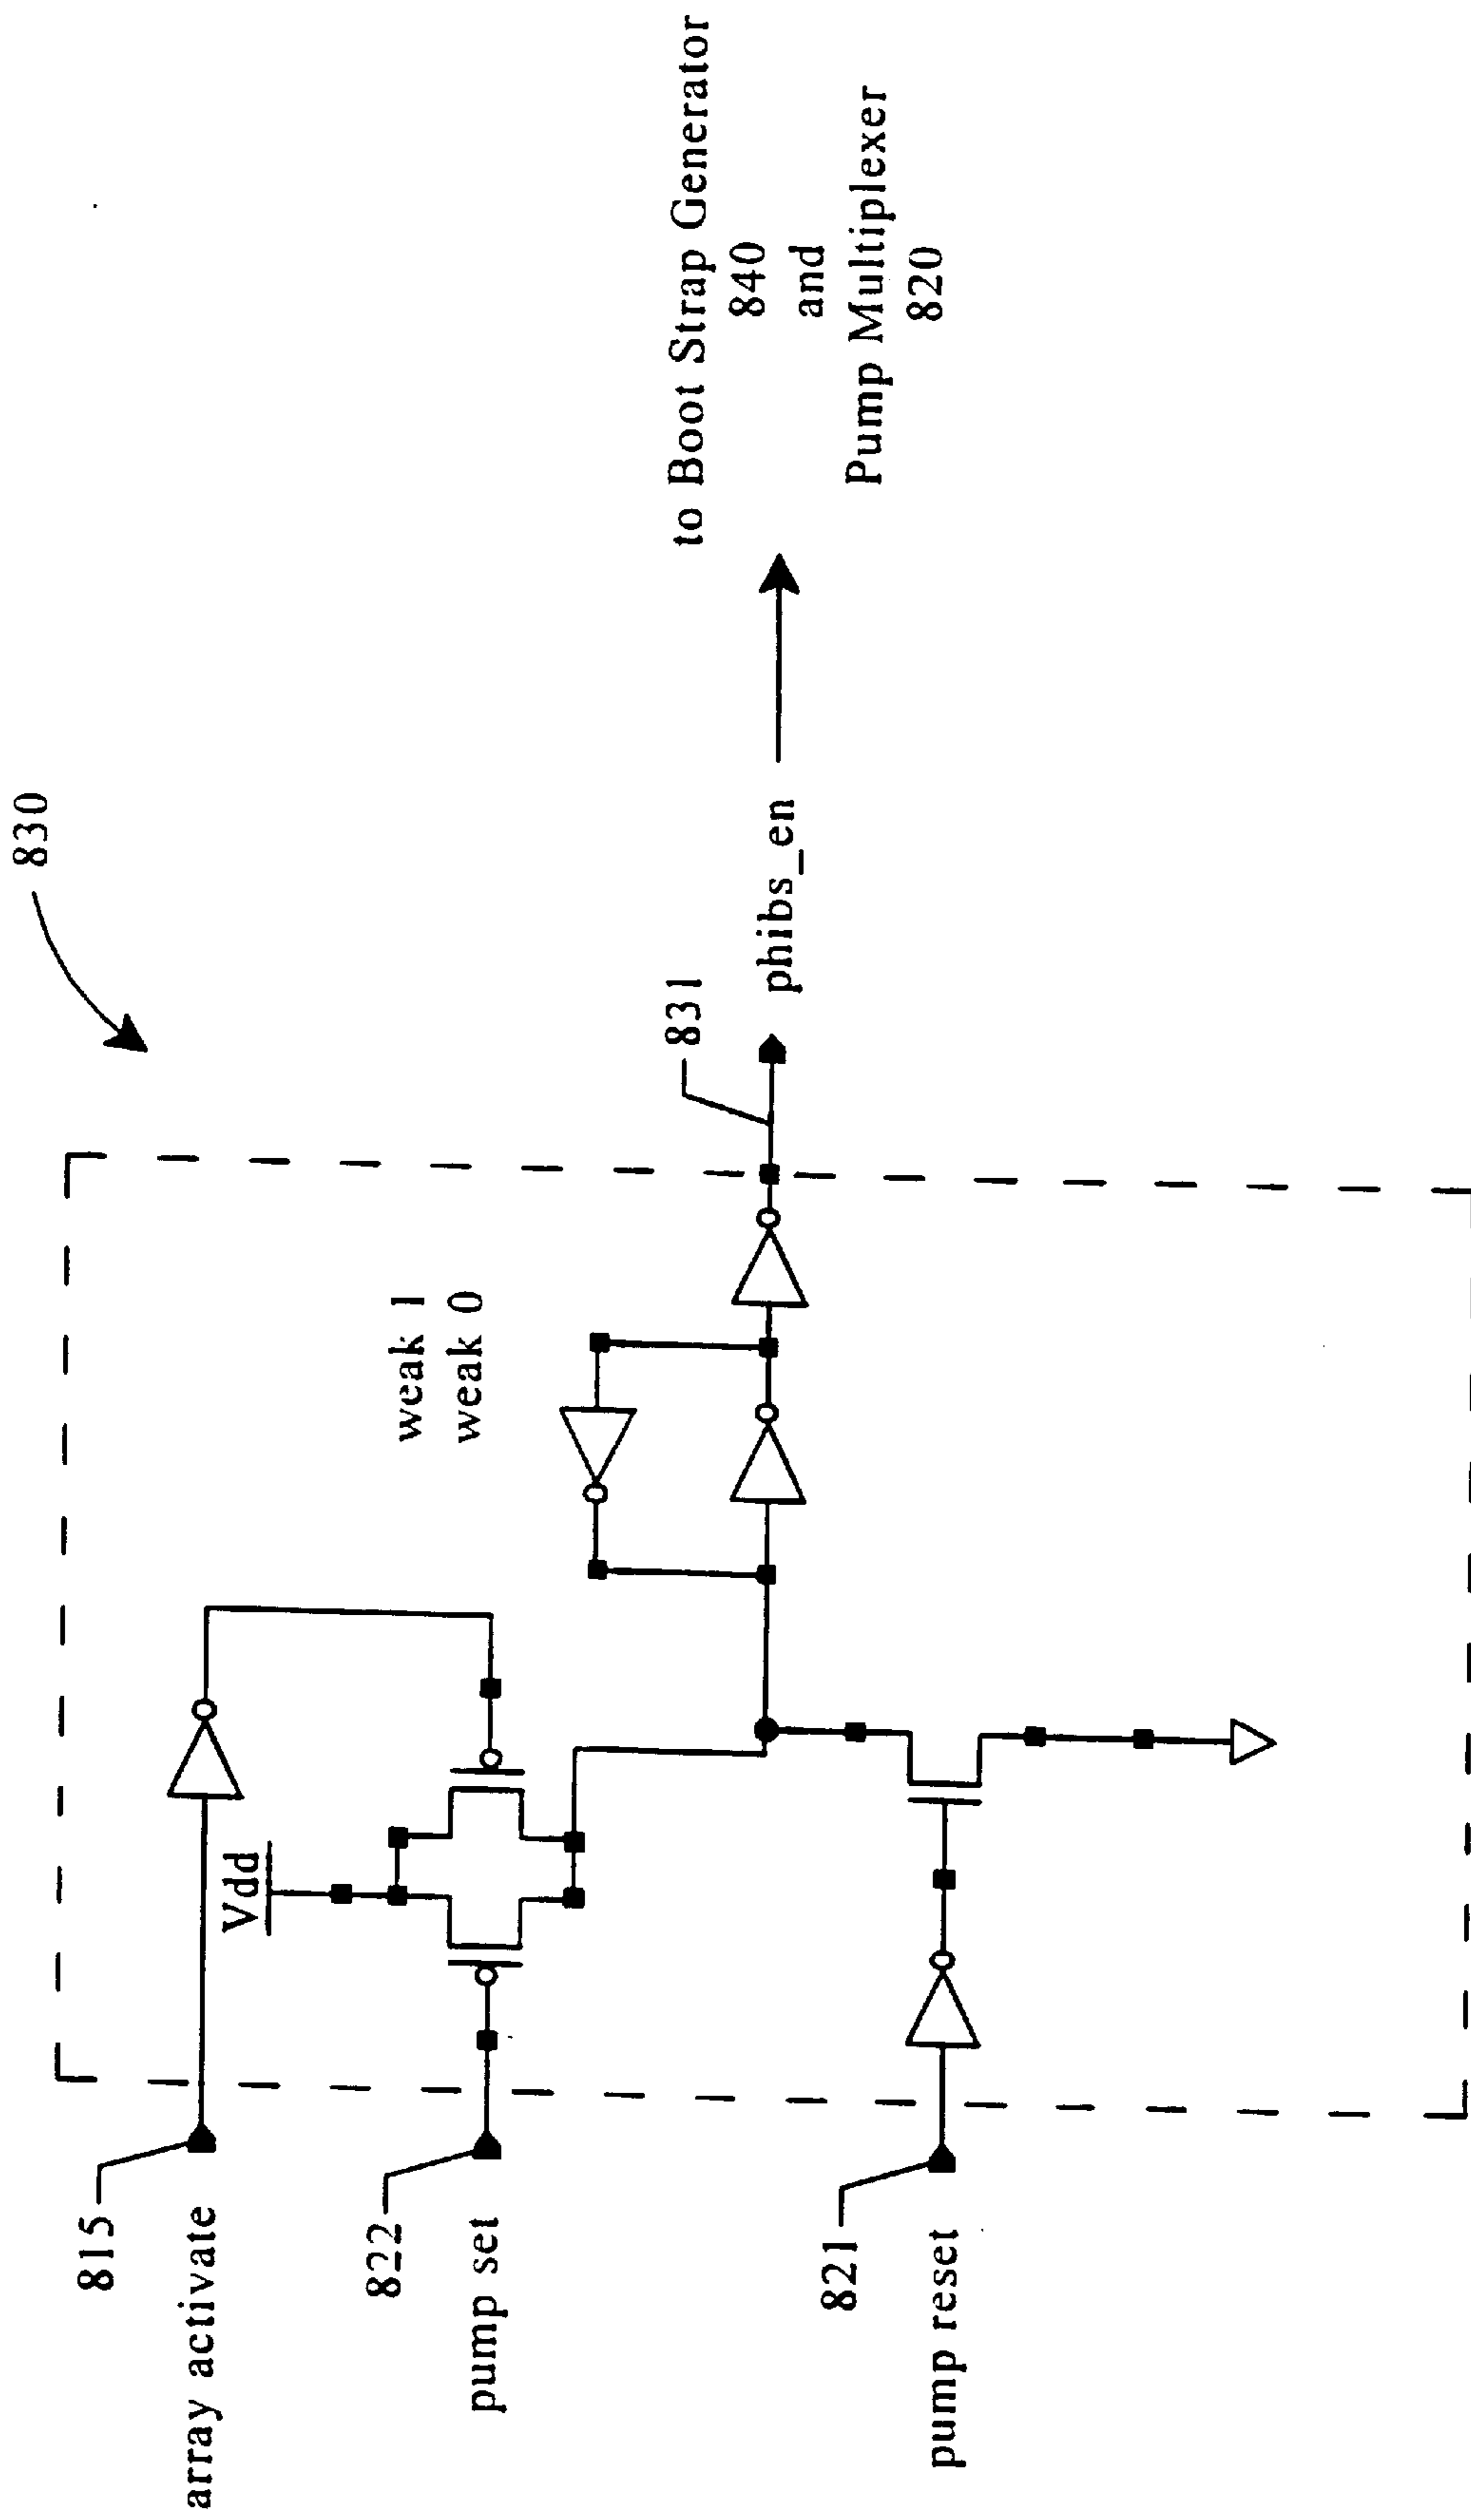 830
815
array activate
Vdd
822
pump set
weak 1
weak 0
831
phibs_en
to Boot Strap Generator
840
and
Pump Multiplexer
820
821
pump reset